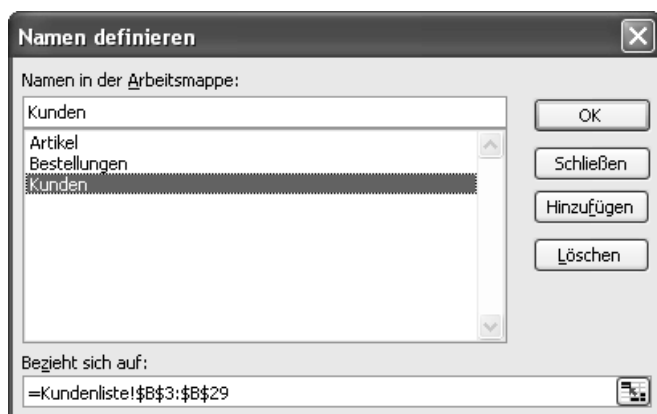 Namen definieren
Namen in der Arbeitsmappe:
Kunden
OK
Artikel
Bestellungen
Kunden
Schließen
Hinzufügen
Löschen
Bezieht sich auf:
=Kundenliste!$B$3:$B$29